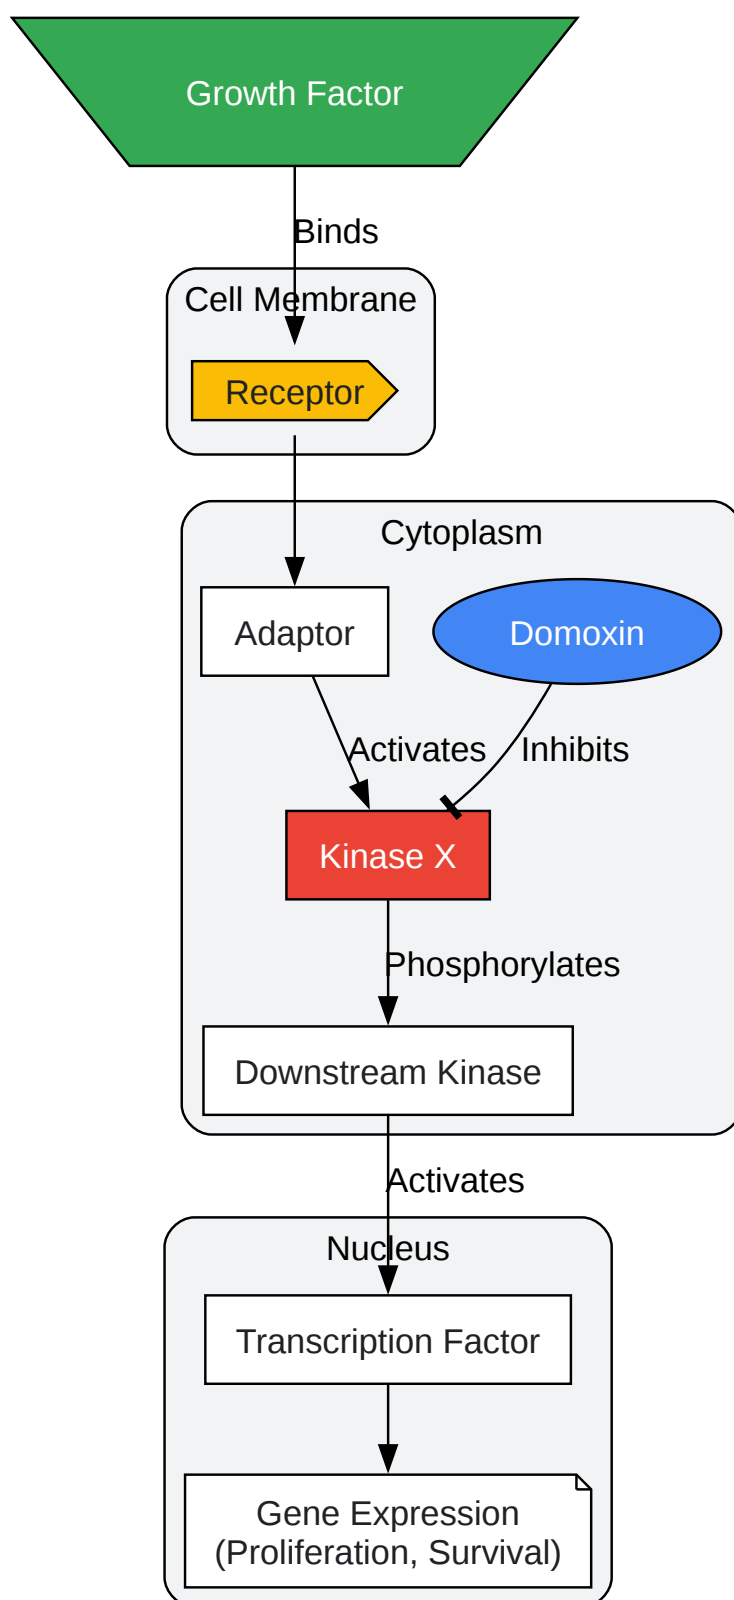 Growth Factor
Binds
Cell Membrane
Receptor
Cytoplasm
Adaptor
Domoxin
Activates
Inhibits
Kinase X
Phosphorylates
Downstream Kinase
Activates
Nucleus
Transcription Factor
Gene Expression
(Proliferation, Survival)